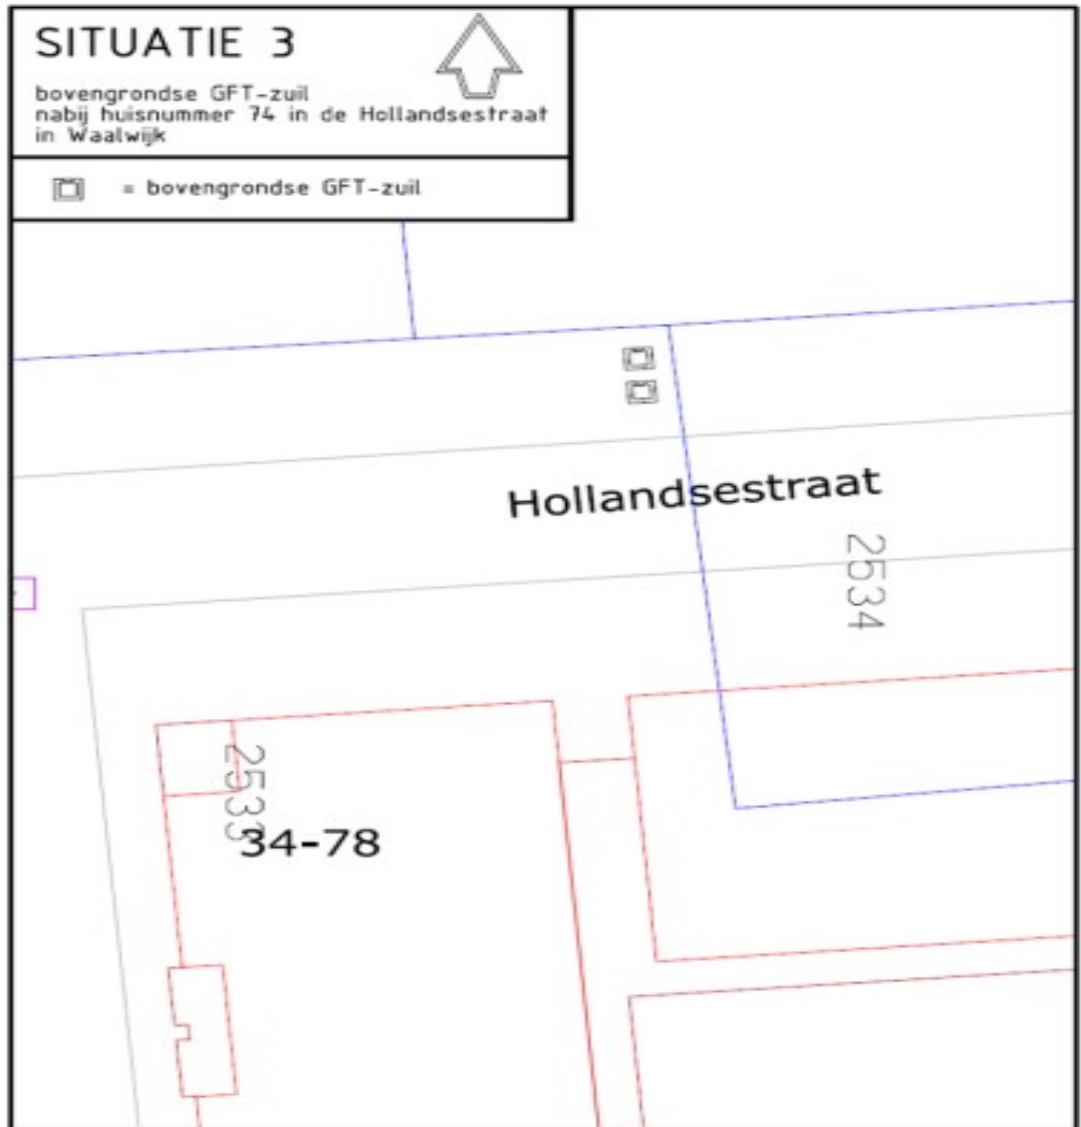 SITUATIE 3
bovengrondse GFT-zuil
nabij huisnummer 74 in de Hollandsestraat
in Waalwijk
= bovengrondse GFT-zuil
Hollandsestraat
2534
2533
34-78